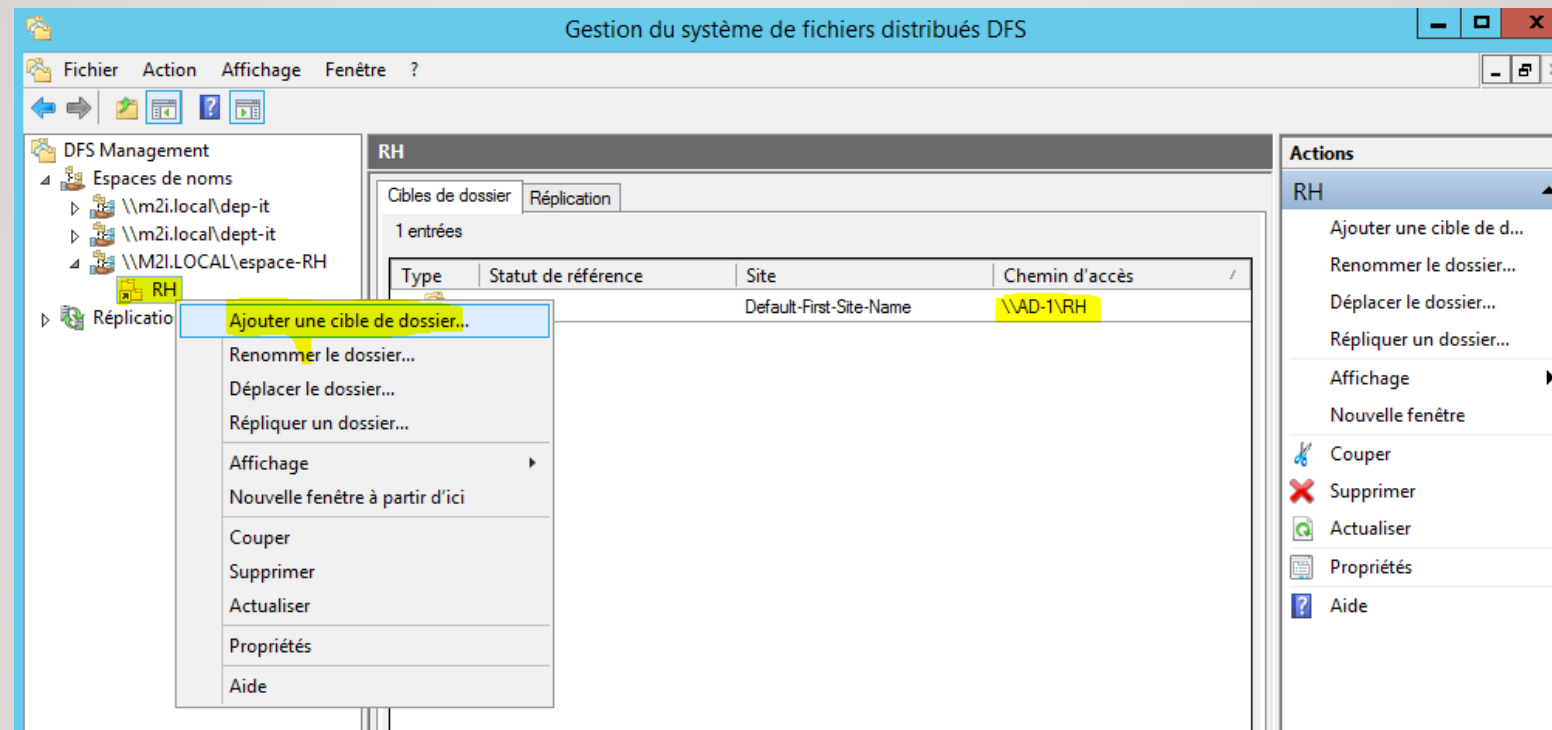 Gestion du système de fichiers distribués DFS
Fichier Action Affichage Fenêtre ?
DFS Management
Espaces de noms
\\m2i.local\dep-it
\\m2i.local\dept-it
\\M2I.LOCAL\espace-RH
RH
Réplicatio
Ajouter une cible de dossier...
Renommer le dossier...
Déplacer le dossier...
Répliquer un dossier...
Affichage
Nouvelle fenêtre à partir d'ici
Couper
Supprimer
Actualiser
Propriétés
Aide
RH
Cibles de dossier Réplication
1 entrées
Type Statut de référence Site Chemin d'accès
Default-First-Site-Name \\AD-1\RH
Actions
RH
Ajouter une cible de d...
Renommer le dossier...
Déplacer le dossier...
Répliquer un dossier...
Affichage
Nouvelle fenêtre
Couper
Supprimer
Actualiser
Propriétés
Aide